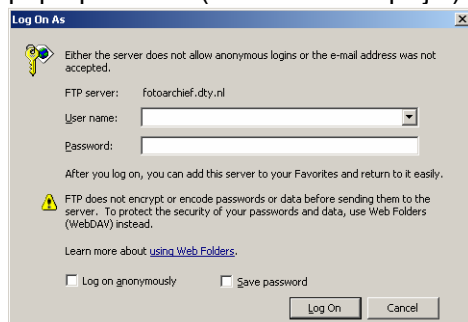 Log On As
Either the server does not allow anonymous logins or the e-mail address was not
accepted.
FTP server: fotoarchief.dty.nl
User name:
Password:
After you log on, you can add this server to your Favorites and return to it easily.
FTP does not encrypt or encode passwords or data before sending them to the
server. To protect the security of your passwords and data, use Web Folders
(WebDAV) instead.
Learn more about using Web Folders.
Log on anonymously Save password
Log On Cancel